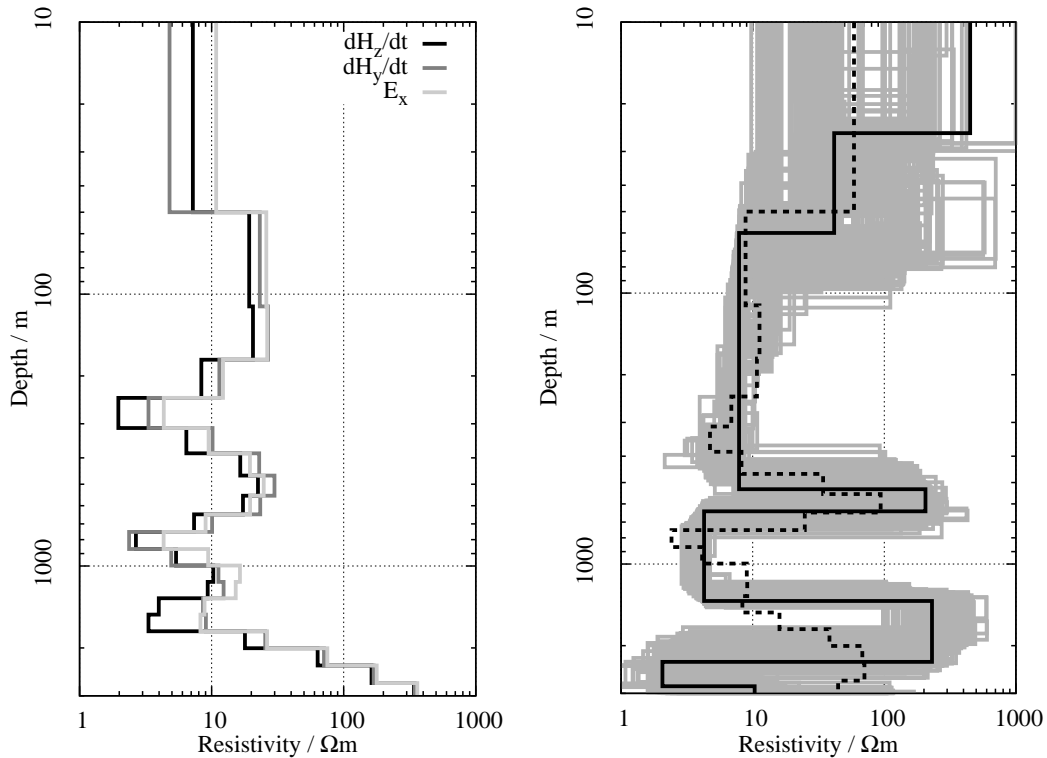 10
100
1000
Depth / m
dH_z/dt
dH_y/dt
E_x
1 10 100 1000
Resistivity / Ωm
10
100
1000
Depth / m
1 10 100 1000
Resistivity / Ωm